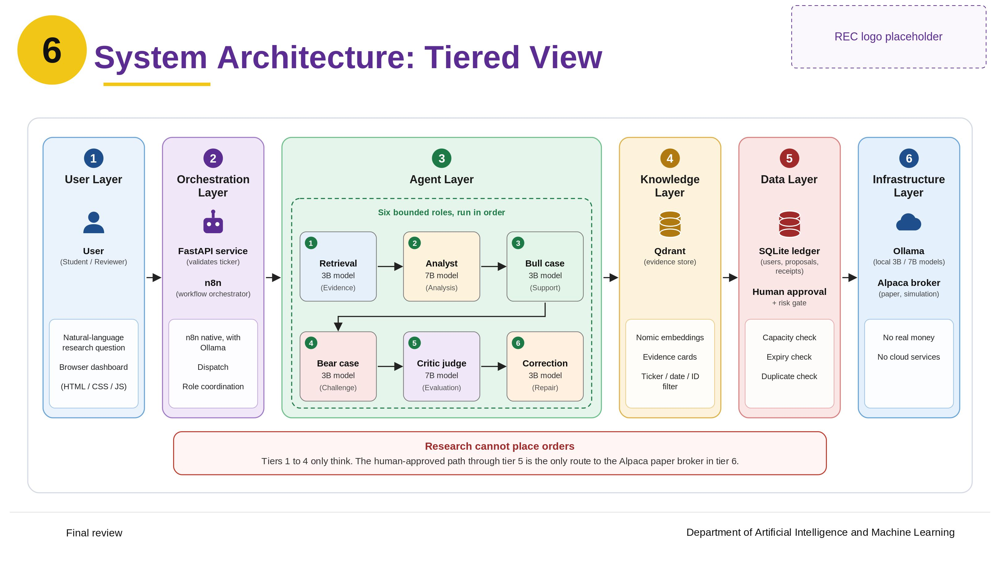 6
System Architecture: Tiered View
REC logo placeholder
1
User Layer
User
(Student / Reviewer)
Natural-language
research question
Browser dashboard
(HTML / CSS / JS)
2
Orchestration
Layer
FastAPI service
(validates ticker)
n8n
(workflow orchestrator)
n8n native, with
Ollama
Dispatch
Role coordination
3
Agent Layer
Six bounded roles, run in order
1
Retrieval
3B model
(Evidence)
2
Analyst
7B model
(Analysis)
3
Bull case
3B model
(Support)
4
Bear case
3B model
(Challenge)
5
Critic judge
7B model
(Evaluation)
6
Correction
3B model
(Repair)
4
Knowledge
Layer
Qdrant
(evidence store)
Nomic embeddings
Evidence cards
Ticker / date / ID
filter
5
Data Layer
SQLite ledger
(users, proposals,
receipts)
Human approval
+ risk gate
Capacity check
Expiry check
Duplicate check
6
Infrastructure
Layer
Ollama
(local 3B / 7B models)
Alpaca broker
(paper, simulation)
No real money
No cloud services
Research cannot place orders
Tiers 1 to 4 only think. The human-approved path through tier 5 is the only route to the Alpaca paper broker in tier 6.
Final review
Department of Artificial Intelligence and Machine Learning